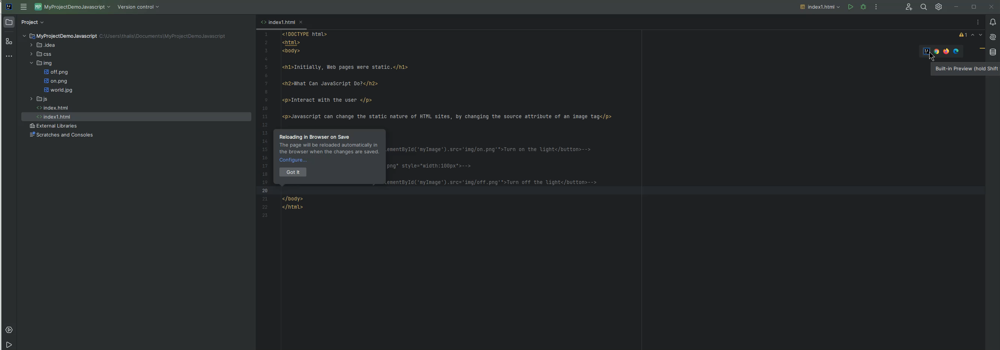 MP MyProjectDemoJavascript Version control index1.html
Project
index1.html
MyProjectDemoJavascript C:\Users\thalis\Documents\MyProjectDemoJavascript
.idea
css
img
off.png
on.png
world.jpg
js
index.html
index1.html
External Libraries
Scratches and Consoles
1 <!DOCTYPE html>
2 <html>
3 <body>
4
5 <h1>Initially, Web pages were static.</h1>
6
7 <h2>What Can JavaScript Do?</h2>
8
9 <p>Interact with the user </p>
10
11 <p>Javascript can change the static nature of HTML sites, by changing the source attribute of an image tag</p>
12
13
14
15 ementById('myImage').src='img/on.png'">Turn on the light</button>-->
16
17 png" style="width:100px">-->
18
19 ementById('myImage').src='img/off.png'">Turn off the light</button>-->
20
21 </body>
22 </html>
23
Reloading in Browser on Save
The page will be reloaded automatically in
the browser when the changes are saved.
Configure...
Got It
1
Built-in Preview (hold Shift